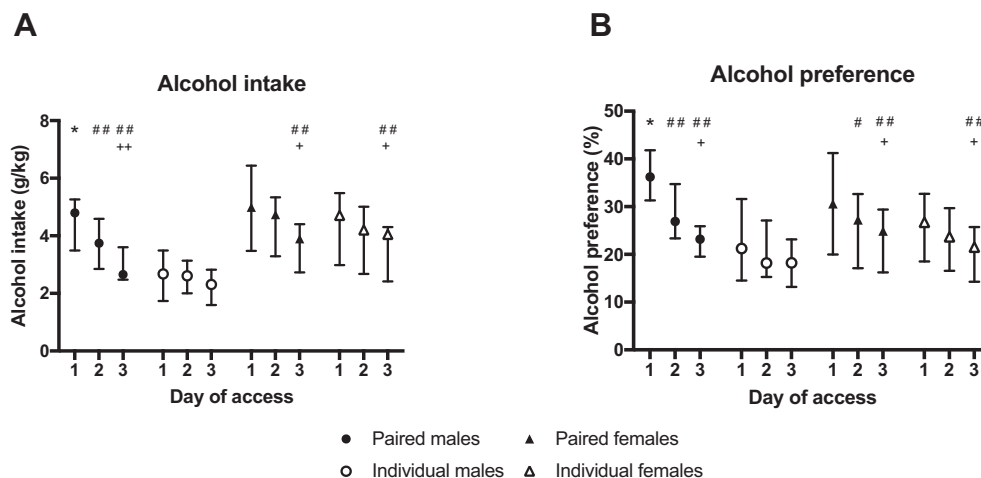 A
Alcohol intake
Alcohol intake (g/kg)
8
6
4
2
0
* ## ## ## ##
++ + +
1 2 3 1 2 3 1 2 3 1 2 3
Day of access
B
Alcohol preference
Alcohol preference (%)
50
40
30
20
10
0
* ## ## # ## ##
+ + +
1 2 3 1 2 3 1 2 3 1 2 3
Day of access
Paired males
Paired females
Individual males
Individual females